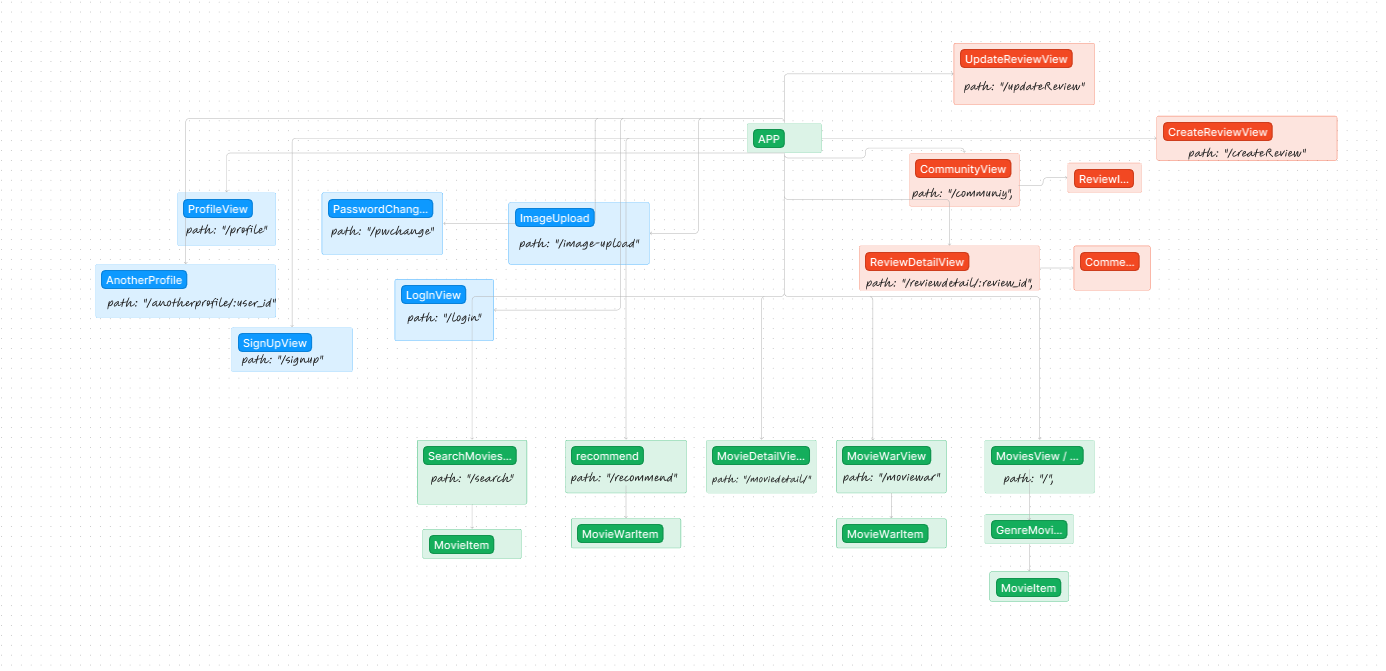 UpdateReviewView
path: "/updateReview"
APP
CreateReviewView
path: "/createReview"
CommunityView
path: "/communiy",
ReviewI...
ProfileView
path: "/profile"
PasswordChang...
path: "/pwchange"
ImageUpload
path: "/image-upload"
ReviewDetailView
path: "/reviewdetail/:review_id",
Comme...
AnotherProfile
path: "/anotherprofile/:user_id"
LogInView
path: "/login"
SignUpView
path: "/signup"
SearchMovies...
path: "/search"
recommend
path: "/recommend"
MovieDetailVie...
path: "/moviedetail/"
MovieWarView
path: "/moviewar"
MoviesView / ...
path: "/",
MovieItem
MovieWarItem
MovieWarItem
GenreMovi...
MovieItem